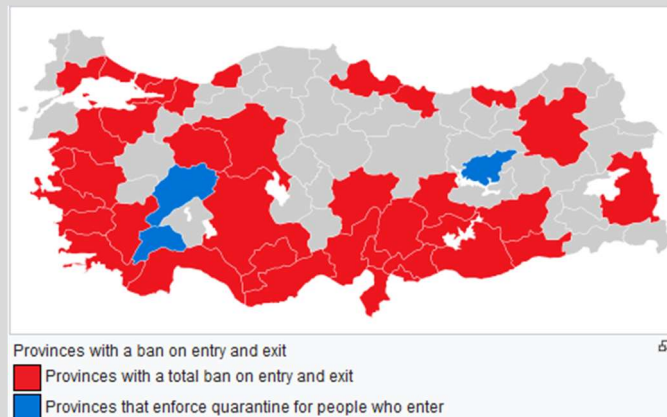 Provinces with a ban on entry and exit
Provinces with a total ban on entry and exit
Provinces that enforce quarantine for people who enter